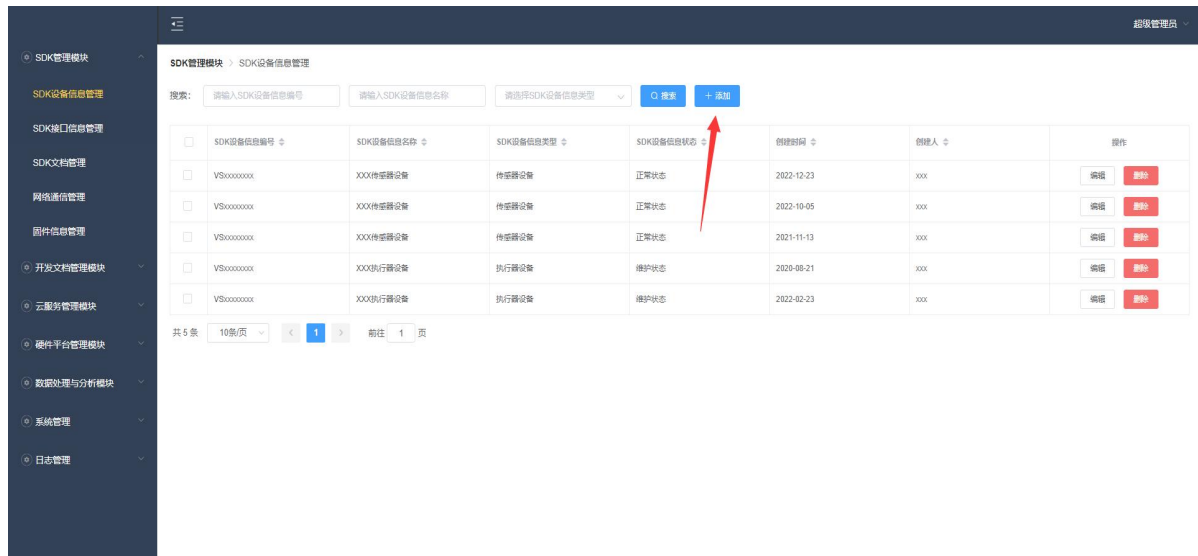 超级管理员
SDK管理模块
SDK设备信息管理
SDK接口信息管理
SDK文档管理
网络通信管理
固件信息管理
开发文档管理模块
云服务管理模块
硬件平台管理模块
数据处理与分析模块
系统管理
日志管理
SDK管理模块 > SDK设备信息管理
搜索: 请输入SDK设备信息编号 请输入SDK设备信息名称 请选择SDK设备信息类型 搜索 + 添加
SDK设备信息编号 SDK设备信息名称 SDK设备信息类型 SDK设备信息状态 创建时间 创建人 操作
VSxxxxxxxx XXX传感器设备 传感器设备 正常状态 2022-12-23 xxx 编辑 删除
VSxxxxxxxx XXX传感器设备 传感器设备 正常状态 2022-10-05 xxx 编辑 删除
VSxxxxxxxx XXX传感器设备 传感器设备 正常状态 2021-11-13 xxx 编辑 删除
VSxxxxxxxx XXX执行器设备 执行器设备 维护状态 2020-08-21 xxx 编辑 删除
VSxxxxxxxx XXX执行器设备 执行器设备 维护状态 2022-02-23 xxx 编辑 删除
共 5 条 10条/页 < 1 > 前往 1 页